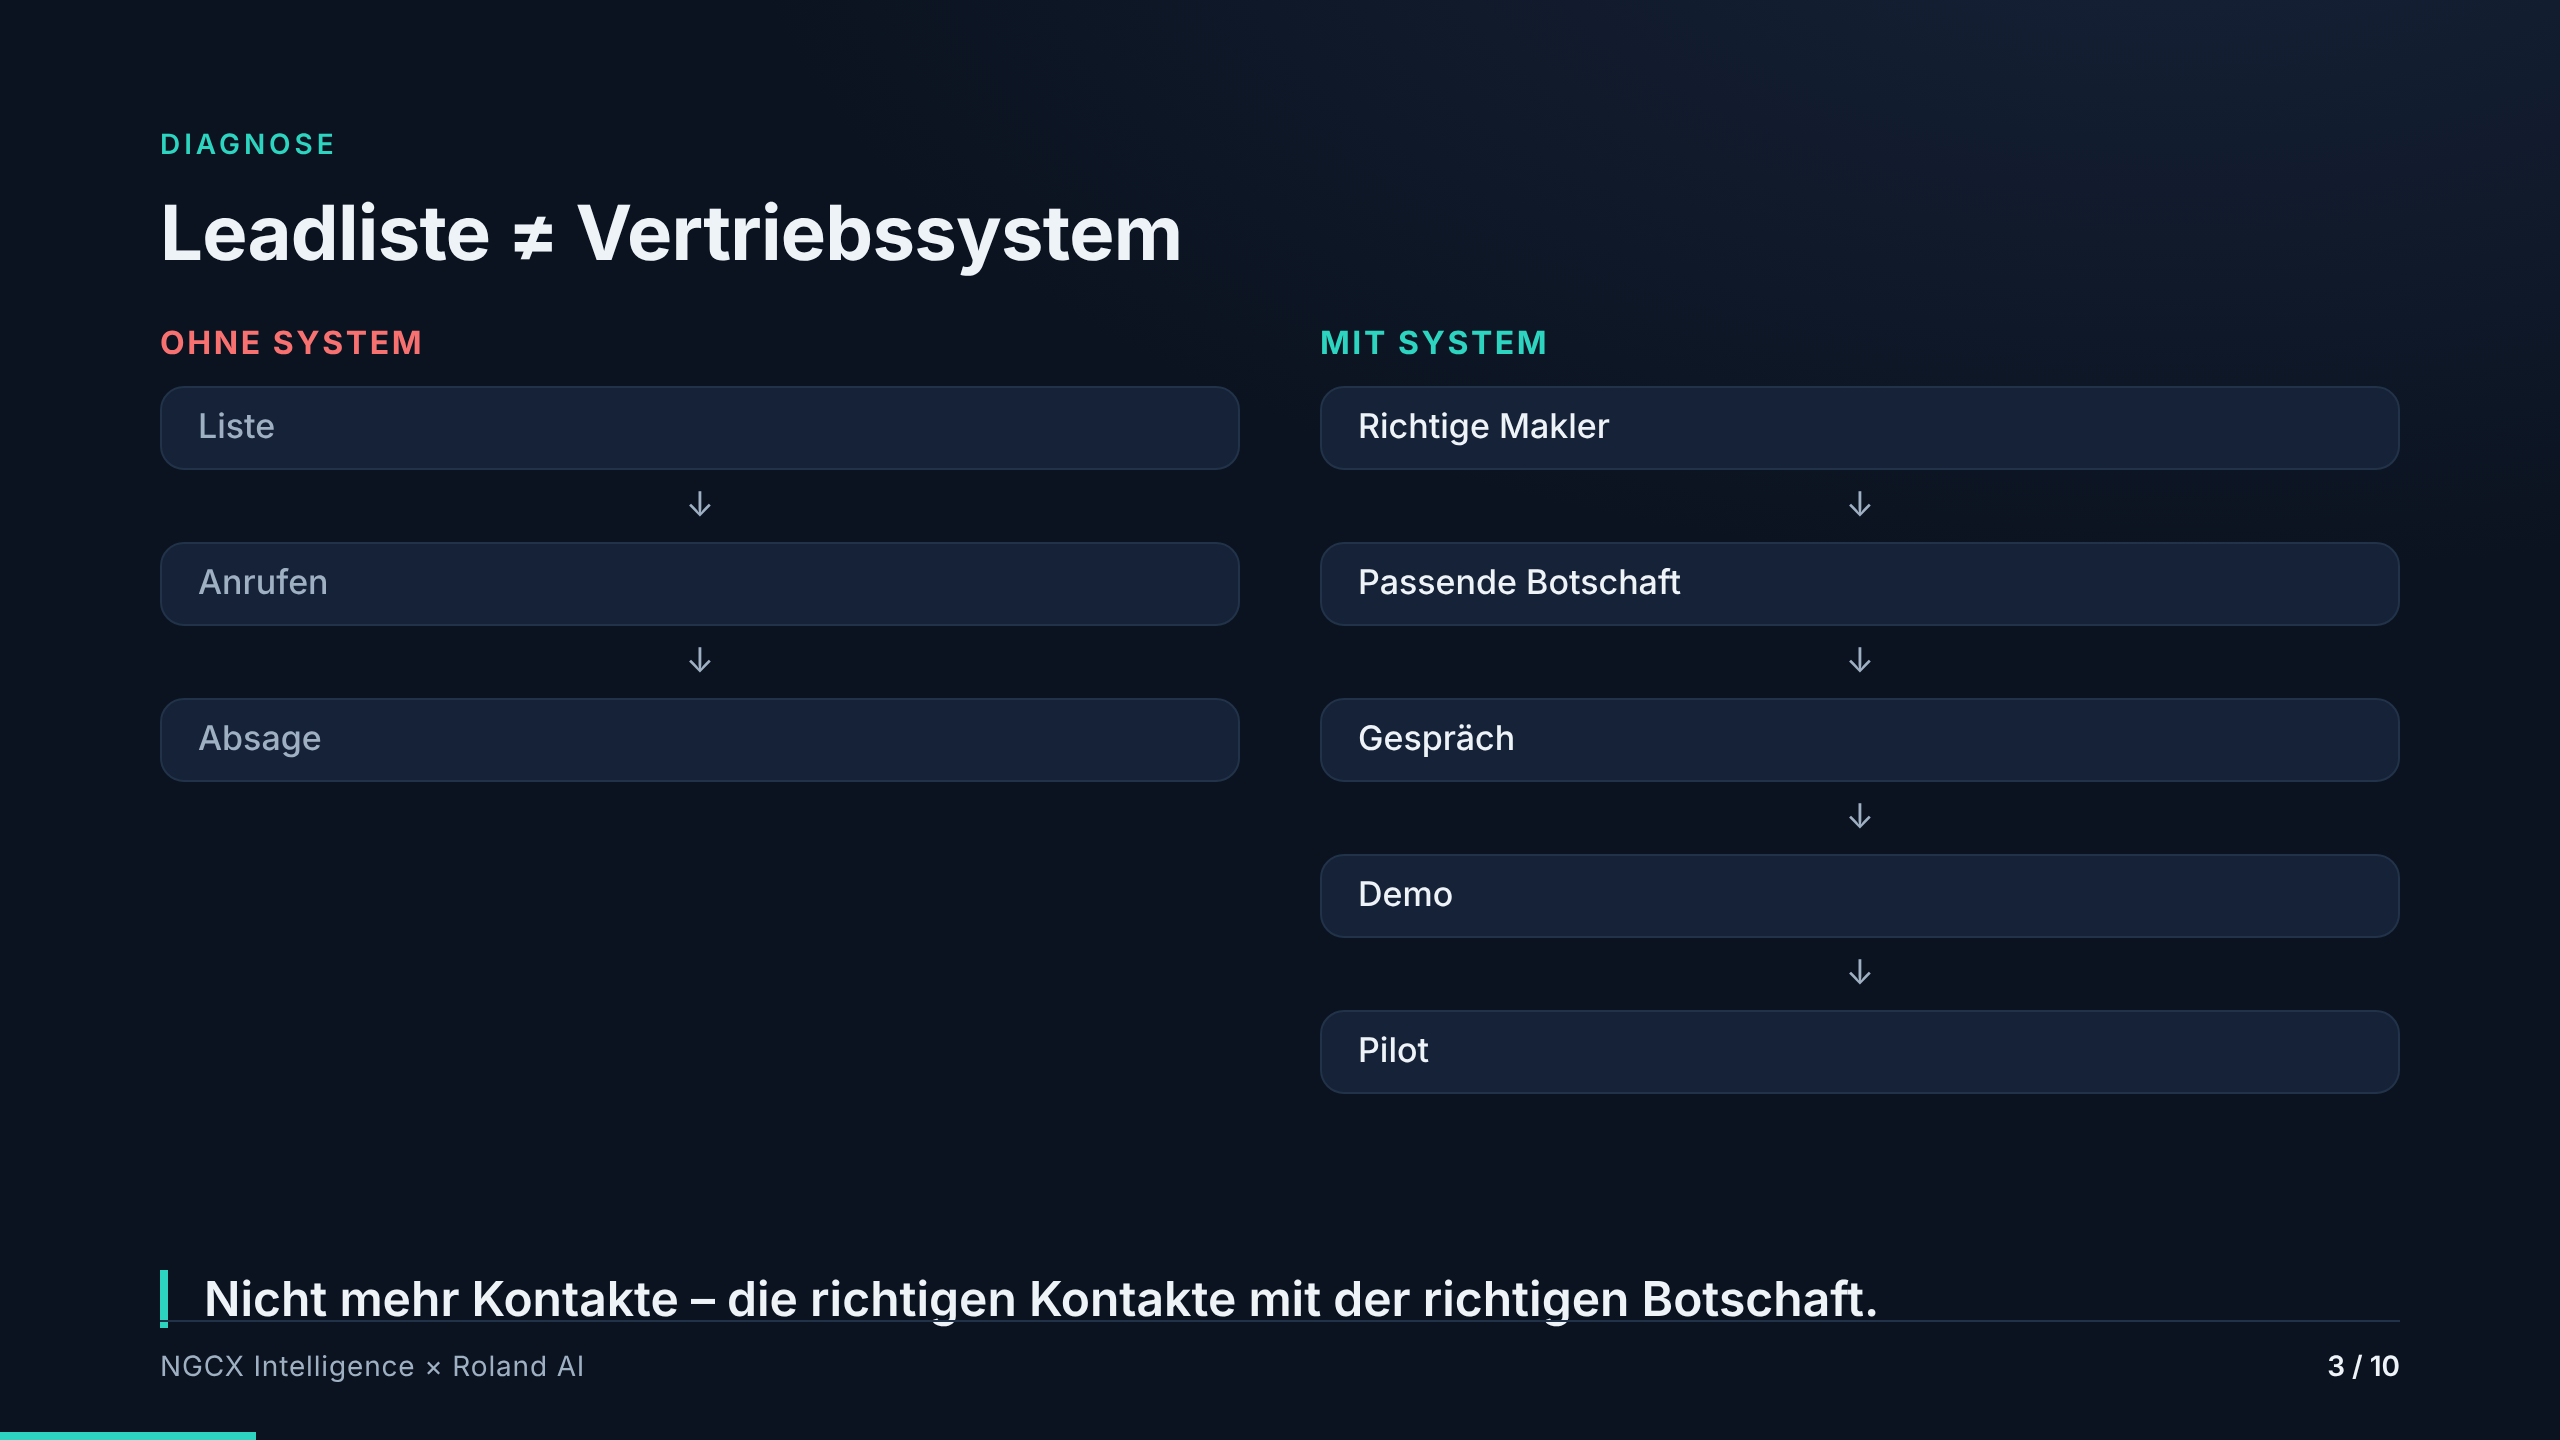 DIAGNOSE
Leadliste ≠ Vertriebssystem
OHNE SYSTEM
Liste
↓
Anrufen
↓
Absage
MIT SYSTEM
Richtige Makler
↓
Passende Botschaft
↓
Gespräch
↓
Demo
↓
Pilot
Nicht mehr Kontakte – die richtigen Kontakte mit der richtigen Botschaft.
NGCX Intelligence × Roland AI
3 / 10